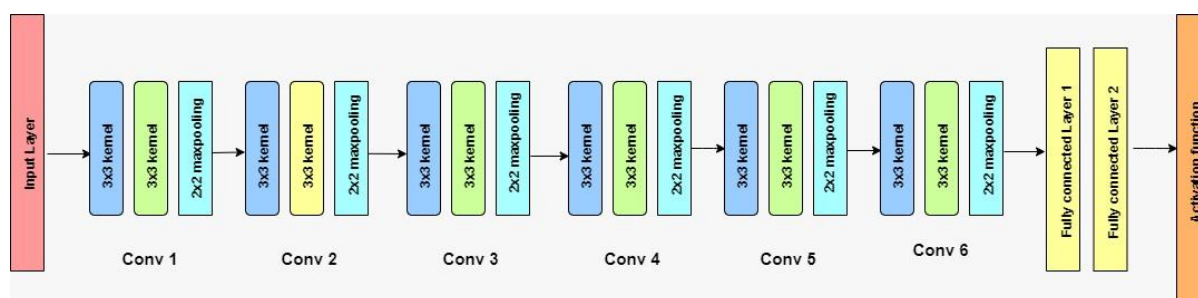 Input Layer
3x3 kernel
3x3 kernel
2x2 maxpooling
Conv 1
3x3 kernel
3x3 kernel
2x2 maxpooling
Conv 2
3x3 kernel
3x3 kernel
2x2 maxpooling
Conv 3
3x3 kernel
3x3 kernel
2x2 maxpooling
Conv 4
3x3 kernel
3x3 kernel
2x2 maxpooling
Conv 5
3x3 kernel
3x3 kernel
2x2 maxpooling
Conv 6
Fully connected Layer 1
Fully connected Layer 2
Activation function